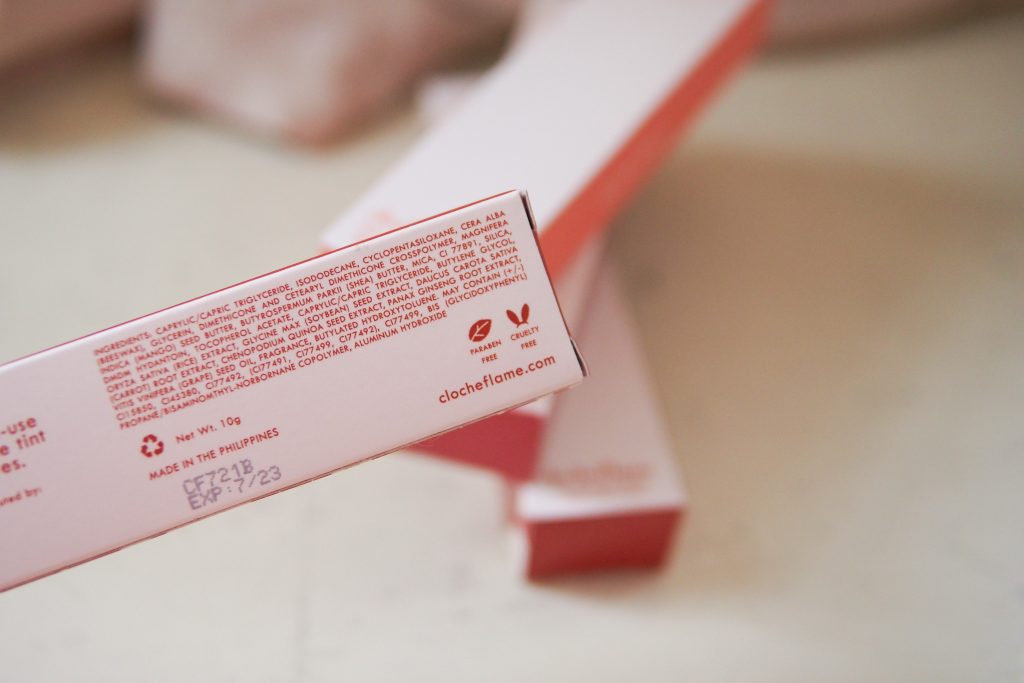 INGREDIENTS: CAPRYLIC/CAPRIC TRIGLYCERIDE, ISODODECANE, CYCLOPENTASILOXANE, CERA ALBA
(BEESWAX), GLYCERIN, DIMETHICONE AND CETEARYL DIMETHICONE CROSSPOLYMER, MAGNIFERA
INDICA (MANGO) SEED BUTTER, BUTYROSPERMUM PARKII (SHEA) BUTTER, MICA, CI 77891, SILICA,
DMDM HYDANTOIN, TOCOPHEROL ACETATE, CAPRYLIC/CAPRIC TRIGLYCERIDE, BUTYLENE GLYCOL,
ORYZA SATIVA (RICE) EXTRACT, GLYCINE MAX (SOYBEAN) SEED EXTRACT, DAUCUS CAROTA SATIVA
(CARROT) ROOT EXTRACT, CHENOPODIUM QUINOA SEED EXTRACT, PANAX GINSENG ROOT EXTRACT,
VITIS VINIFERA (GRAPE) SEED OIL, FRAGRANCE, BUTYLATED HYDROXYTOLUENE, MAY CONTAIN (+/-)
CI15850, CI45380, CI77492, (CI77491, CI77499, CI77492), CI77499, BIS (GLYCIDOXYPHENYL)
PROPANE/BISAMINOMTHYL-NORBORNANE COPOLYMER, ALUMINUM HYDROXIDE
PARABEN
FREE
CRUELTY
FREE
clocheflame.com
Net Wt. 10g
MADE IN THE PHILIPPINES
CF721B
EXP:7/23
-use
tint
by: